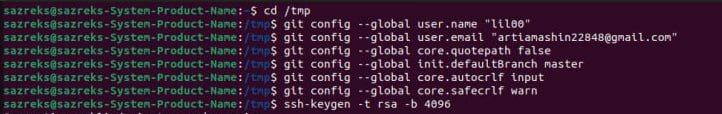 sazreks@sazreks-System-Product-Name:~$ cd /tmp
sazreks@sazreks-System-Product-Name:/tmp$ git config --global user.name "lil00"
sazreks@sazreks-System-Product-Name:/tmp$ git config --global user.email "artiamashin22848@gmail.com"
sazreks@sazreks-System-Product-Name:/tmp$ git config --global core.quotepath false
sazreks@sazreks-System-Product-Name:/tmp$ git config --global init.defaultBranch master
sazreks@sazreks-System-Product-Name:/tmp$ git config --global core.autocrlf input
sazreks@sazreks-System-Product-Name:/tmp$ git config --global core.safecrlf warn
sazreks@sazreks-System-Product-Name:/tmp$ ssh-keygen -t rsa -b 4096